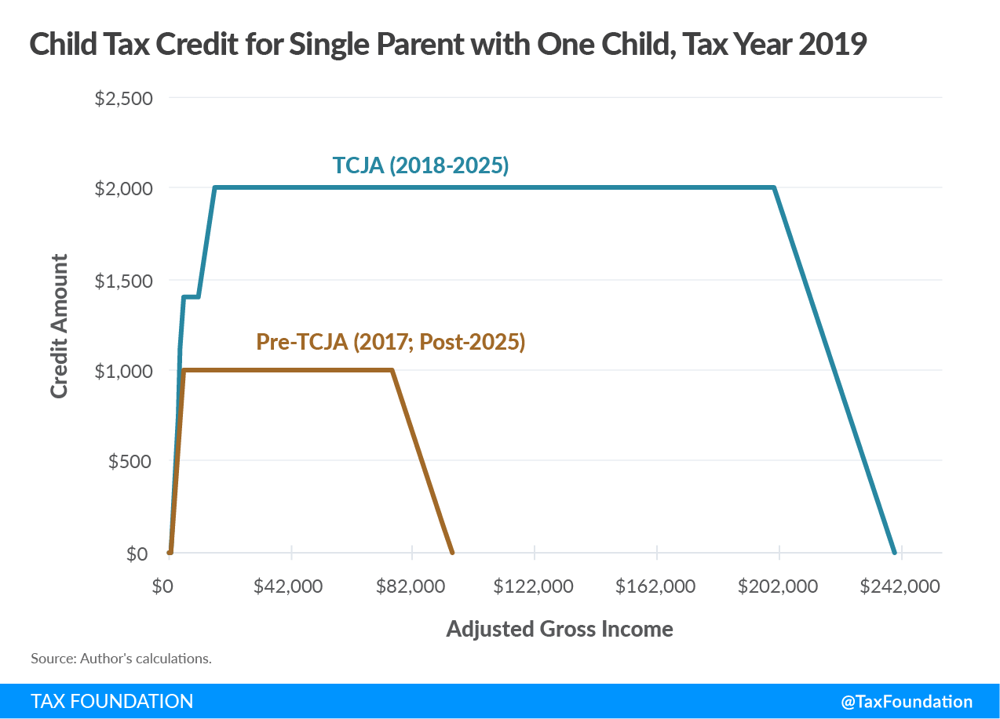 Child Tax Credit for Single Parent with One Child, Tax Year 2019
$2,500
TCJA (2018-2025)
$2,000
$1,500
Pre-TCJA (2017; Post-2025)
$1,000
$500
$0
Credit Amount
$0 $42,000 $82,000 $122,000 $162,000 $202,000 $242,000
Adjusted Gross Income
Source: Author's calculations.
TAX FOUNDATION @TaxFoundation